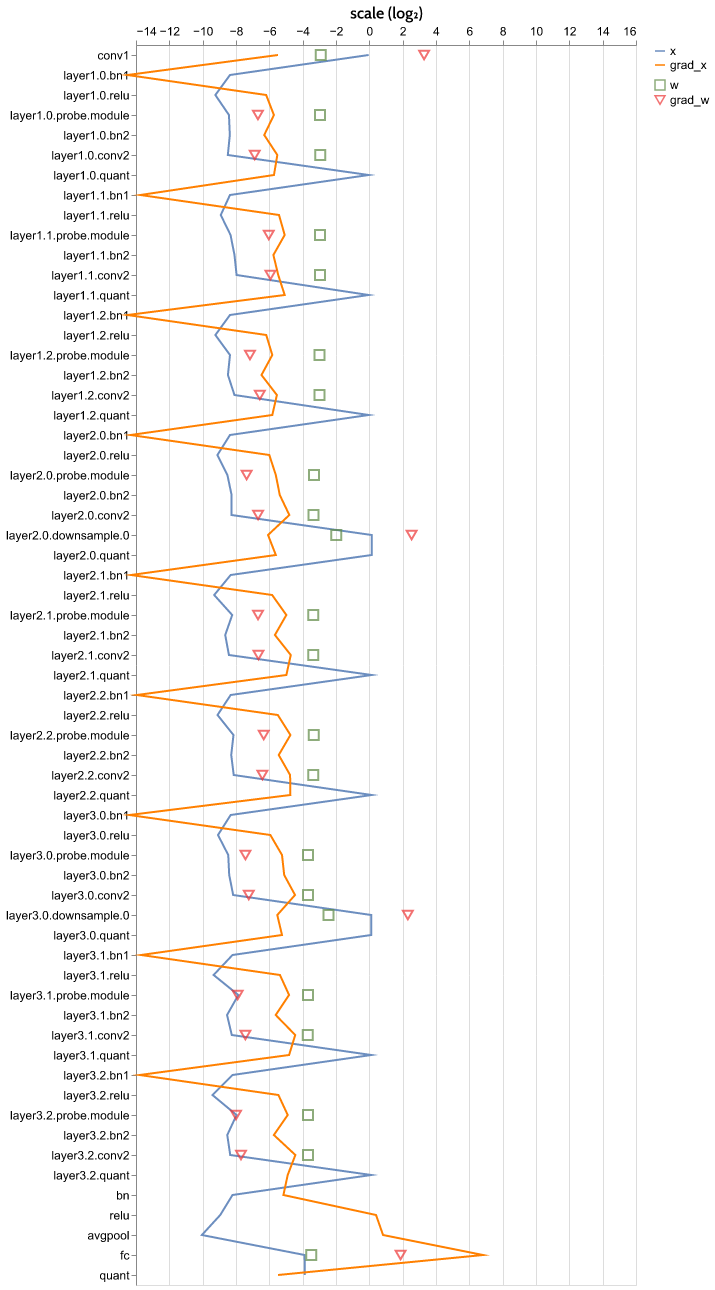 scale (log₂)
−14 −12 −10 −8 −6 −4 −2 0 2 4 6 8 10 12 14 16
x
grad_x
w
grad_w
conv1
layer1.0.bn1
layer1.0.relu
layer1.0.probe.module
layer1.0.bn2
layer1.0.conv2
layer1.0.quant
layer1.1.bn1
layer1.1.relu
layer1.1.probe.module
layer1.1.bn2
layer1.1.conv2
layer1.1.quant
layer1.2.bn1
layer1.2.relu
layer1.2.probe.module
layer1.2.bn2
layer1.2.conv2
layer1.2.quant
layer2.0.bn1
layer2.0.relu
layer2.0.probe.module
layer2.0.bn2
layer2.0.conv2
layer2.0.downsample.0
layer2.0.quant
layer2.1.bn1
layer2.1.relu
layer2.1.probe.module
layer2.1.bn2
layer2.1.conv2
layer2.1.quant
layer2.2.bn1
layer2.2.relu
layer2.2.probe.module
layer2.2.bn2
layer2.2.conv2
layer2.2.quant
layer3.0.bn1
layer3.0.relu
layer3.0.probe.module
layer3.0.bn2
layer3.0.conv2
layer3.0.downsample.0
layer3.0.quant
layer3.1.bn1
layer3.1.relu
layer3.1.probe.module
layer3.1.bn2
layer3.1.conv2
layer3.1.quant
layer3.2.bn1
layer3.2.relu
layer3.2.probe.module
layer3.2.bn2
layer3.2.conv2
layer3.2.quant
bn
relu
avgpool
fc
quant